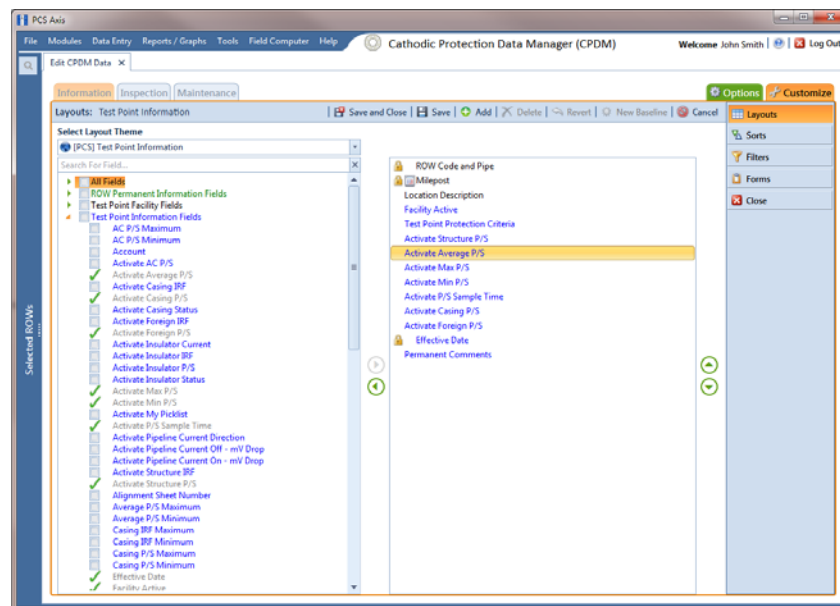 PCS Axis
File Modules Data Entry Reports / Graphs Tools Field Computer Help
Cathodic Protection Data Manager (CPDM)
Welcome John Smith | | Log Out
Edit CPDM Data ×
Information Inspection Maintenance
Options Customize
Layouts: Test Point Information | Save and Close | Save | Add | Delete | Revert | New Baseline | Cancel
Select Layout Theme
[PCS] Test Point Information
Search For Field... X
All Fields
ROW Permanent Information Fields
Test Point Facility Fields
Test Point Information Fields
AC P/S Maximum
AC P/S Minimum
Account
Activate AC P/S
Activate Average P/S
Activate Casing IRF
Activate Casing P/S
Activate Casing Status
Activate Foreign IRF
Activate Foreign P/S
Activate Insulator Current
Activate Insulator IRF
Activate Insulator P/S
Activate Insulator Status
Activate Max P/S
Activate Min P/S
Activate My Picklist
Activate P/S Sample Time
Activate Pipeline Current Direction
Activate Pipeline Current Off - mV Drop
Activate Pipeline Current On - mV Drop
Activate Structure IRF
Activate Structure P/S
Alignment Sheet Number
Average P/S Maximum
Average P/S Minimum
Casing IRF Maximum
Casing IRF Minimum
Casing P/S Maximum
Casing P/S Minimum
Effective Date
Facility Active
ROW Code and Pipe
Milepost
Location Description
Facility Active
Test Point Protection Criteria
Activate Structure P/S
Activate Average P/S
Activate Max P/S
Activate Min P/S
Activate P/S Sample Time
Activate Casing P/S
Activate Foreign P/S
Effective Date
Permanent Comments
Layouts
Sorts
Filters
Forms
Close
Selected ROWs